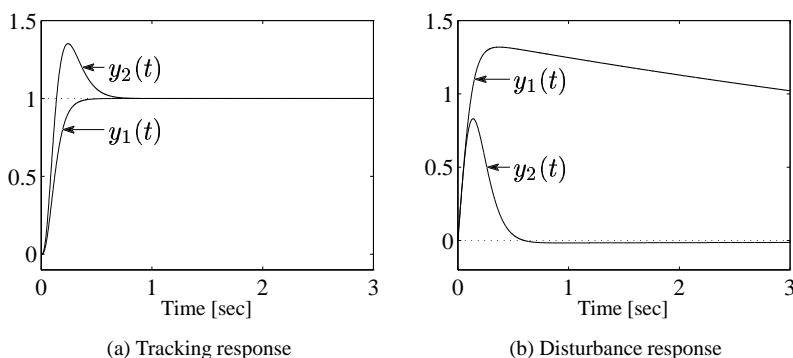 1.5
y₂(t)
1
y₁(t)
0.5
0
0 1 2 3
Time [sec]
(a) Tracking response
1.5
y₁(t)
1
0.5
y₂(t)
0
0 1 2 3
Time [sec]
(b) Disturbance response